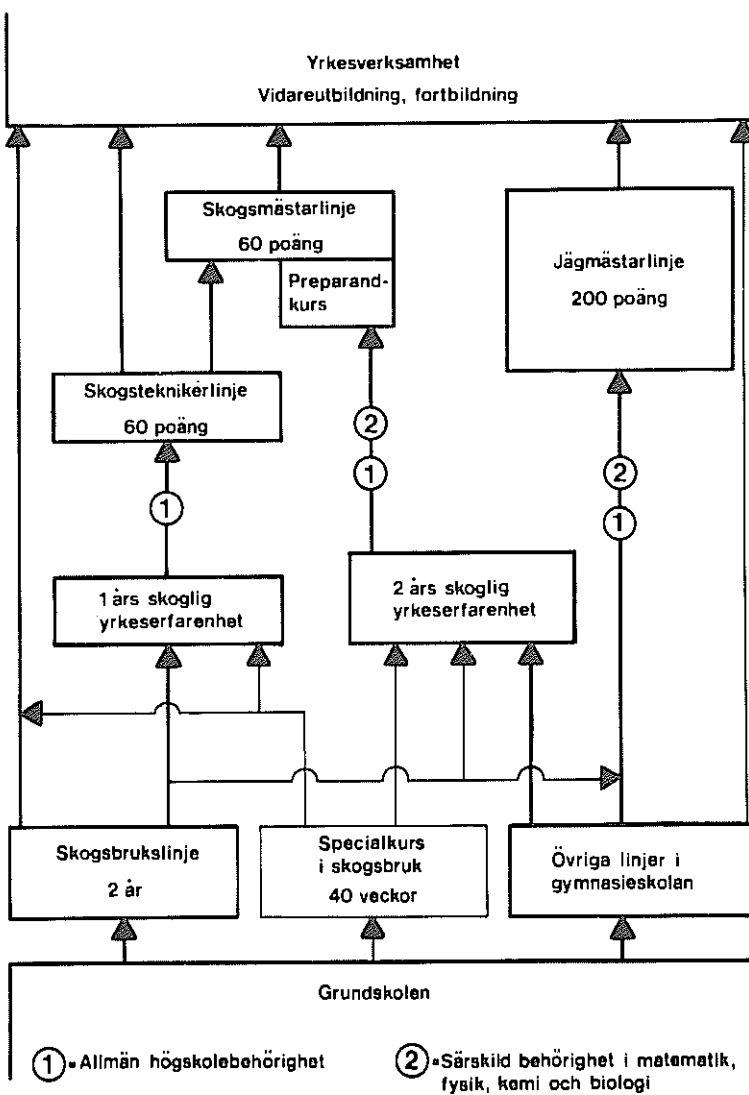 Yrkesverksamhet
Vidareutbildning, fortbildning
Skogsmästarlinje
60 poäng
Preparand-
kurs
Jägmästarlinje
200 poäng
Skogsteknikerlinje
60 poäng
2
1
1
2
1
1 års skoglig
yrkeserfarenhet
2 års skoglig
yrkeserfarenhet
Skogsbrukslinje
2 år
Specialkurs
i skogsbruk
40 veckor
Övriga linjer i
gymnasieskolan
Grundskolen
1 = Allmän högskolebehörighet
2 = Särskild behörighet i matematik,
fysik, kemi och biologi